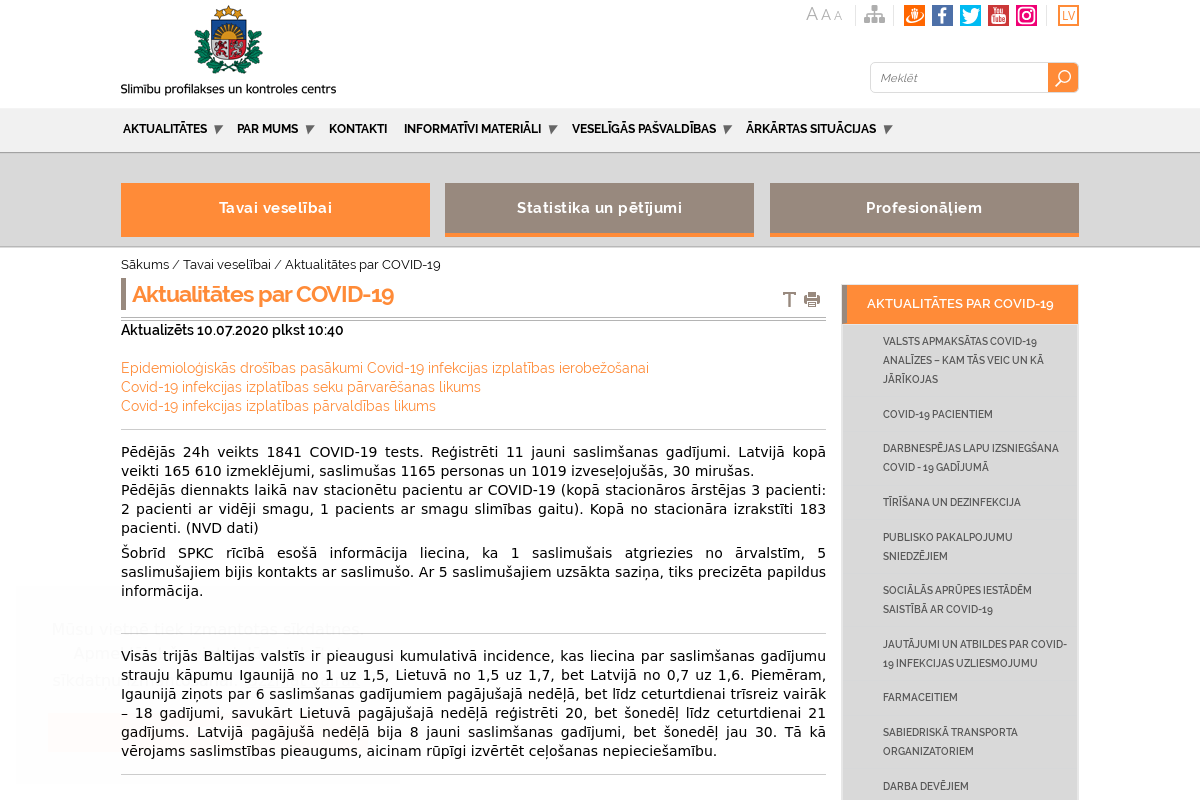 A A A
You Tube
LV
Slimību profilakses un kontroles centrs
Meklēt
AKTUALITĀTES PAR MUMS KONTAKTI INFORMATĪVI MATERIĀLI VESELĪGĀS PAŠVALDĪBAS ĀRKĀRTAS SITUĀCIJAS
Tavai veselībai
Statistika un pētījumi
Profesionāļiem
Sākums / Tavai veselībai / Aktualitātes par COVID-19
Aktualitātes par COVID-19
Aktualizēts 10.07.2020 plkst 10:40
Epidemioloģiskās drošības pasākumi Covid-19 infekcijas izplatības ierobežošanai
Covid-19 infekcijas izplatības seku pārvarēšanas likums
Covid-19 infekcijas izplatības pārvaldības likums
Pēdējās 24h veikts 1841 COVID-19 tests. Reģistrēti 11 jauni saslimšanas gadījumi. Latvijā kopā
veikti 165 610 izmeklējumi, saslimušas 1165 personas un 1019 izveseļojušās, 30 mirušas.
Pēdējās diennakts laikā nav stacionētu pacientu ar COVID-19 (kopā stacionāros ārstējas 3 pacienti:
2 pacienti ar vidēji smagu, 1 pacients ar smagu slimības gaitu). Kopā no stacionāra izrakstīti 183
pacienti. (NVD dati)
Šobrīd SPKC rīcībā esošā informācija liecina, ka 1 saslimušais atgriezies no ārvalstīm, 5
saslimušajiem bijis kontakts ar saslimušo. Ar 5 saslimušajiem uzsākta saziņa, tiks precizēta papildus
informācija.
Visās trijās Baltijas valstīs ir pieaugusi kumulatīvā incidence, kas liecina par saslimšanas gadījumu
strauju kāpumu Igaunijā no 1 uz 1,5, Lietuvā no 1,5 uz 1,7, bet Latvijā no 0,7 uz 1,6. Piemēram,
Igaunijā ziņots par 6 saslimšanas gadījumiem pagājušajā nedēļā, bet līdz ceturtdienai trīsreiz vairāk
– 18 gadījumi, savukārt Lietuvā pagājušajā nedēļā reģistrēti 20, bet šonedēļ līdz ceturtdienai 21
gadījums. Latvijā pagājušā nedēļā bija 8 jauni saslimšanas gadījumi, bet šonedēļ jau 30. Tā kā
vērojams saslimstības pieaugums, aicinam rūpīgi izvērtēt ceļošanas nepieciešamību.
AKTUALITĀTES PAR COVID-19
VALSTS APMAKSĀTAS COVID-19
ANALĪZES – KAM TĀS VEIC UN KĀ
JĀRĪKOJAS
COVID-19 PACIENTIEM
DARBNESPĒJAS LAPU IZSNIEGŠANA
COVID - 19 GADĪJUMĀ
TĪRĪŠANA UN DEZINFEKCIJA
PUBLISKO PAKALPOJUMU
SNIEDZĒJIEM
SOCIĀLĀS APRŪPES IESTĀDĒM
SAISTĪBĀ AR COVID-19
JAUTĀJUMI UN ATBILDES PAR COVID-
19 INFEKCIJAS UZLIESMOJUMU
FARMACEITIEM
SABIEDRISKĀ TRANSPORTA
ORGANIZATORIEM
DARBA DEVĒJIEM